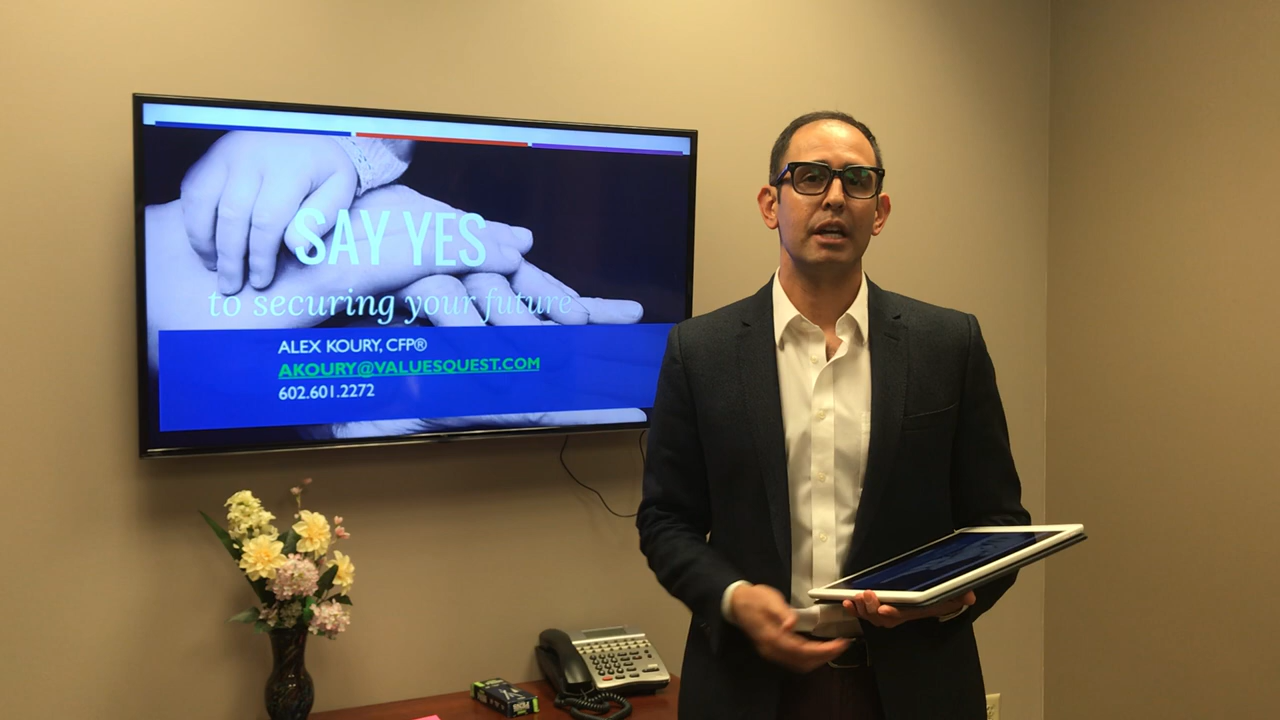 SAY YES
to securing your future
ALEX KOURY, CFP®
AKOURY@VALUESQUEST.COM
602.601.2272